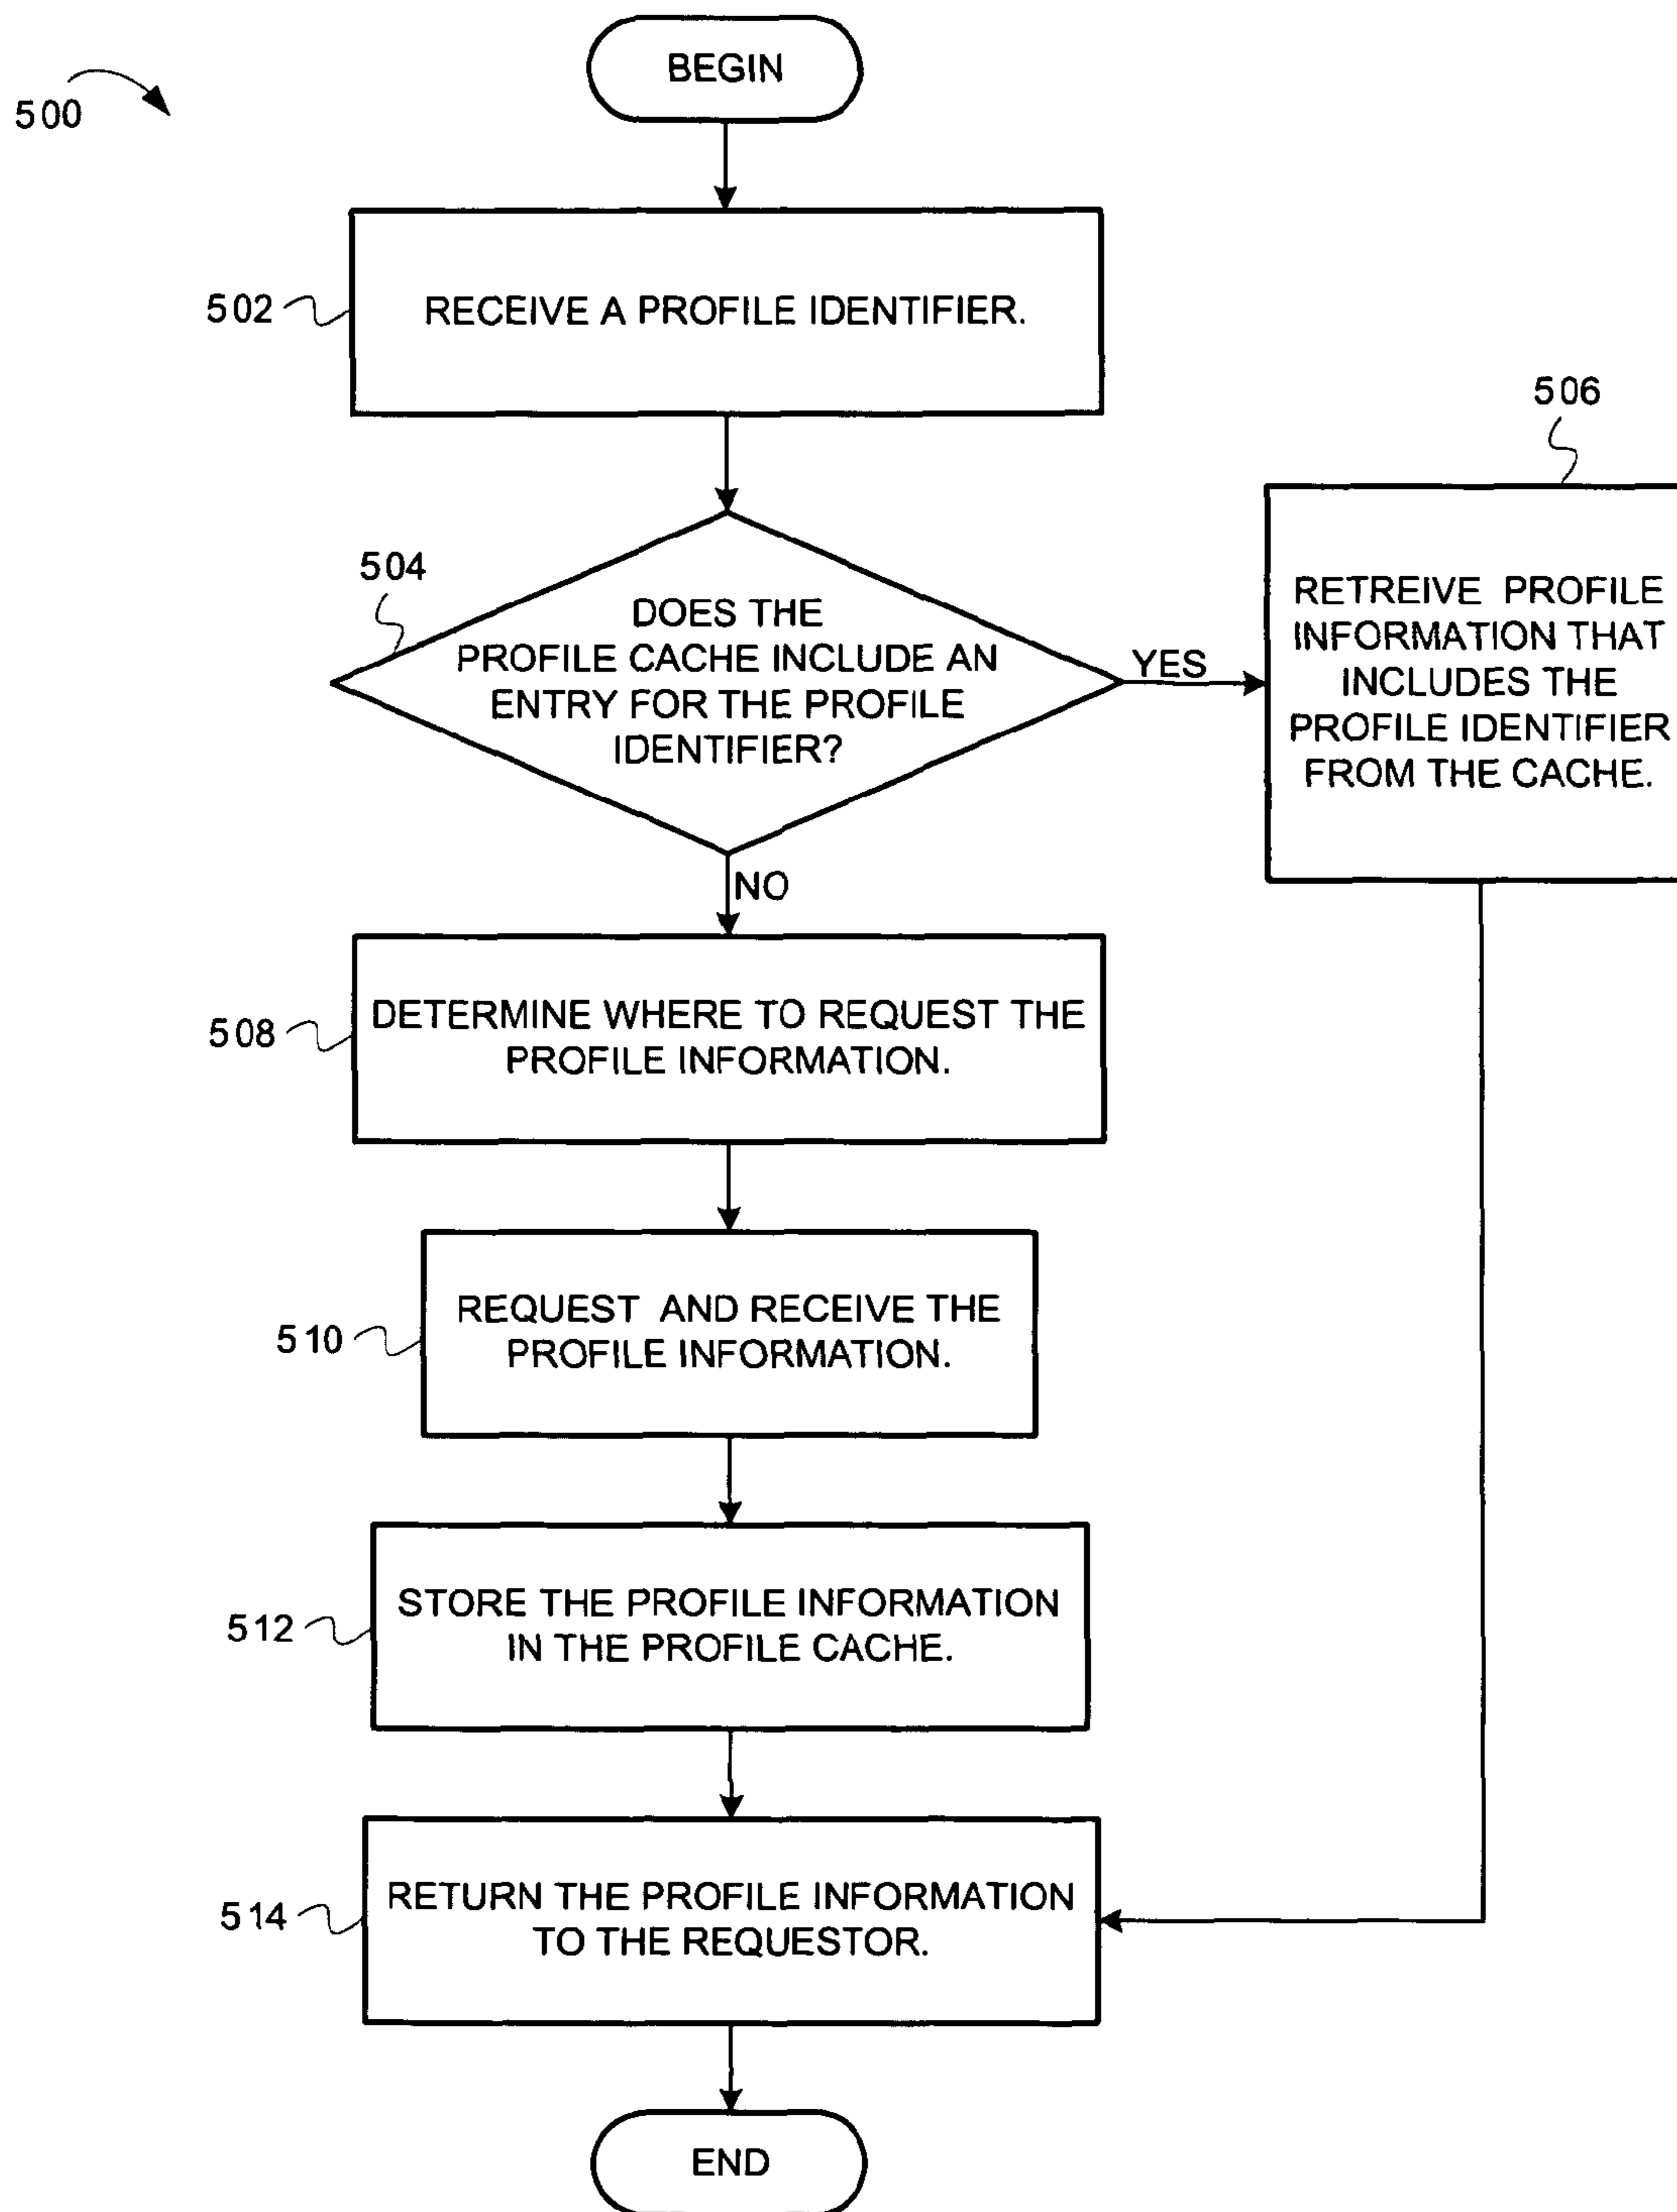 BEGIN
500
502
RECEIVE A PROFILE IDENTIFIER.
506
504
DOES THE
PROFILE CACHE INCLUDE AN
ENTRY FOR THE PROFILE
IDENTIFIER?
YES
RETREIVE PROFILE
INFORMATION THAT
INCLUDES THE
PROFILE IDENTIFIER
FROM THE CACHE.
NO
508
DETERMINE WHERE TO REQUEST THE
PROFILE INFORMATION.
510
REQUEST AND RECEIVE THE
PROFILE INFORMATION.
512
STORE THE PROFILE INFORMATION
IN THE PROFILE CACHE.
514
RETURN THE PROFILE INFORMATION
TO THE REQUESTOR.
END